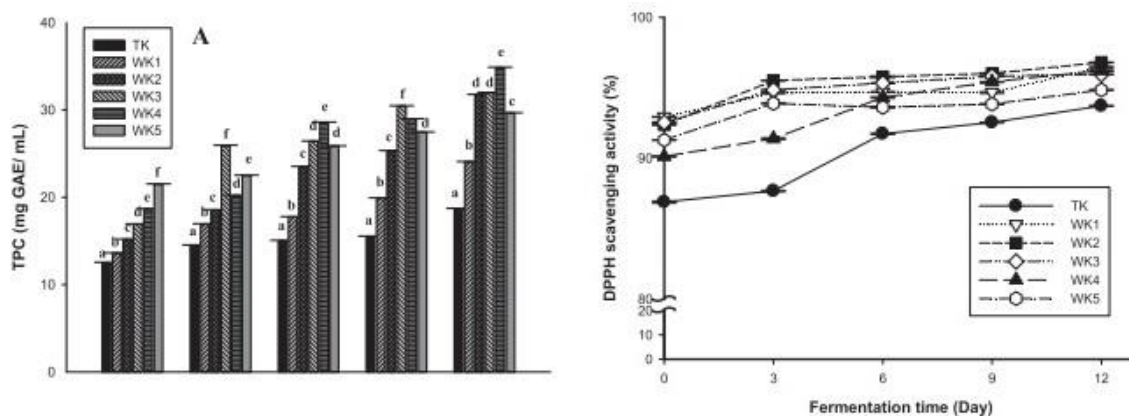 A
TK
WK1
WK2
WK3
WK4
WK5
TPC (mg GAE/ mL)
40
30
20
10
0
a b c d e f
a b c f d e
a b c d e d
a b c f e d
a b d d e c
DPPH scavenging activity (%)
100
90
80
20
10
0
TK
WK1
WK2
WK3
WK4
WK5
0 3 6 9 12
Fermentation time (Day)